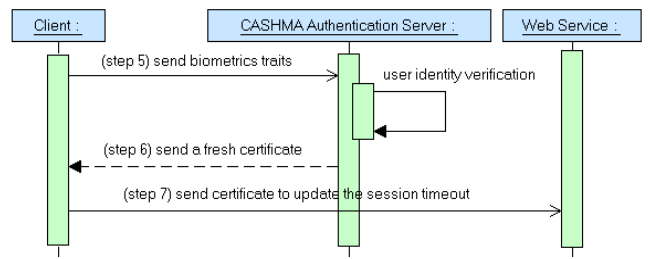 Client :
CASHMA Authentication Server :
Web Service :
(step 5) send biometrics traits
user identity verification
(step 6) send a fresh certificate
(step 7) send certificate to update the session timeout